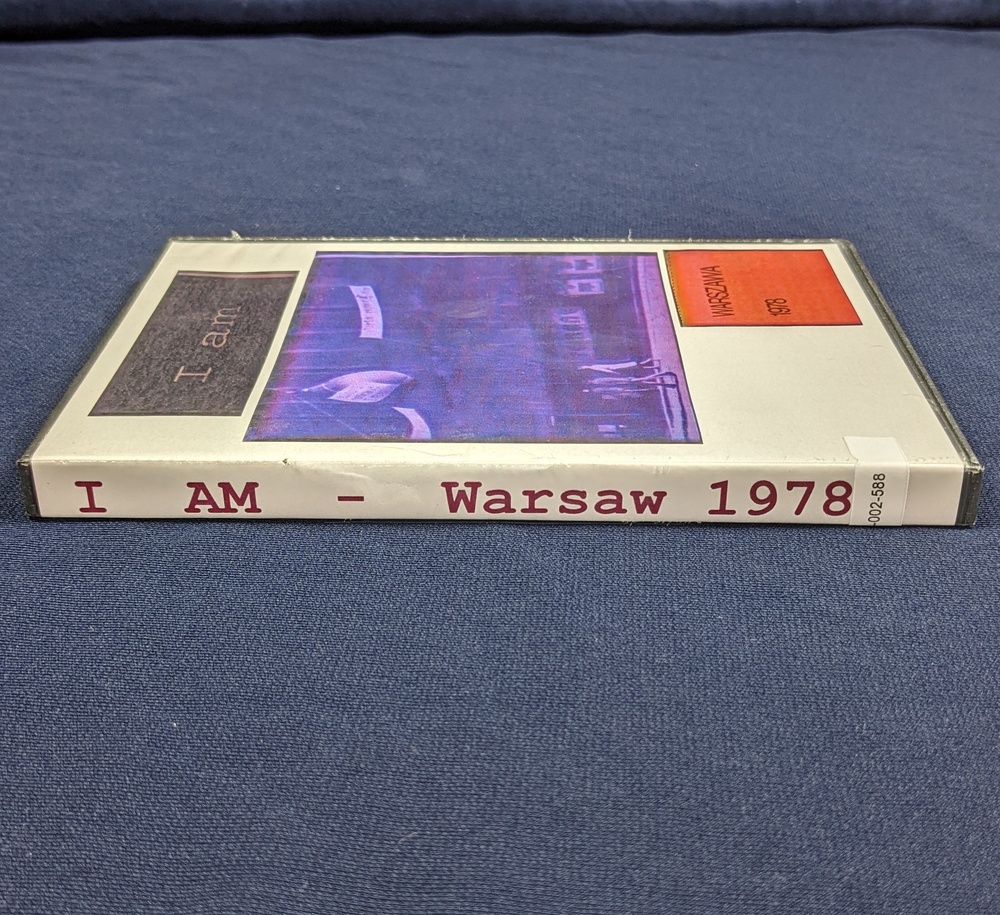 I am
WARSZAWA
1978
I AM - Warsaw 1978
-002-588